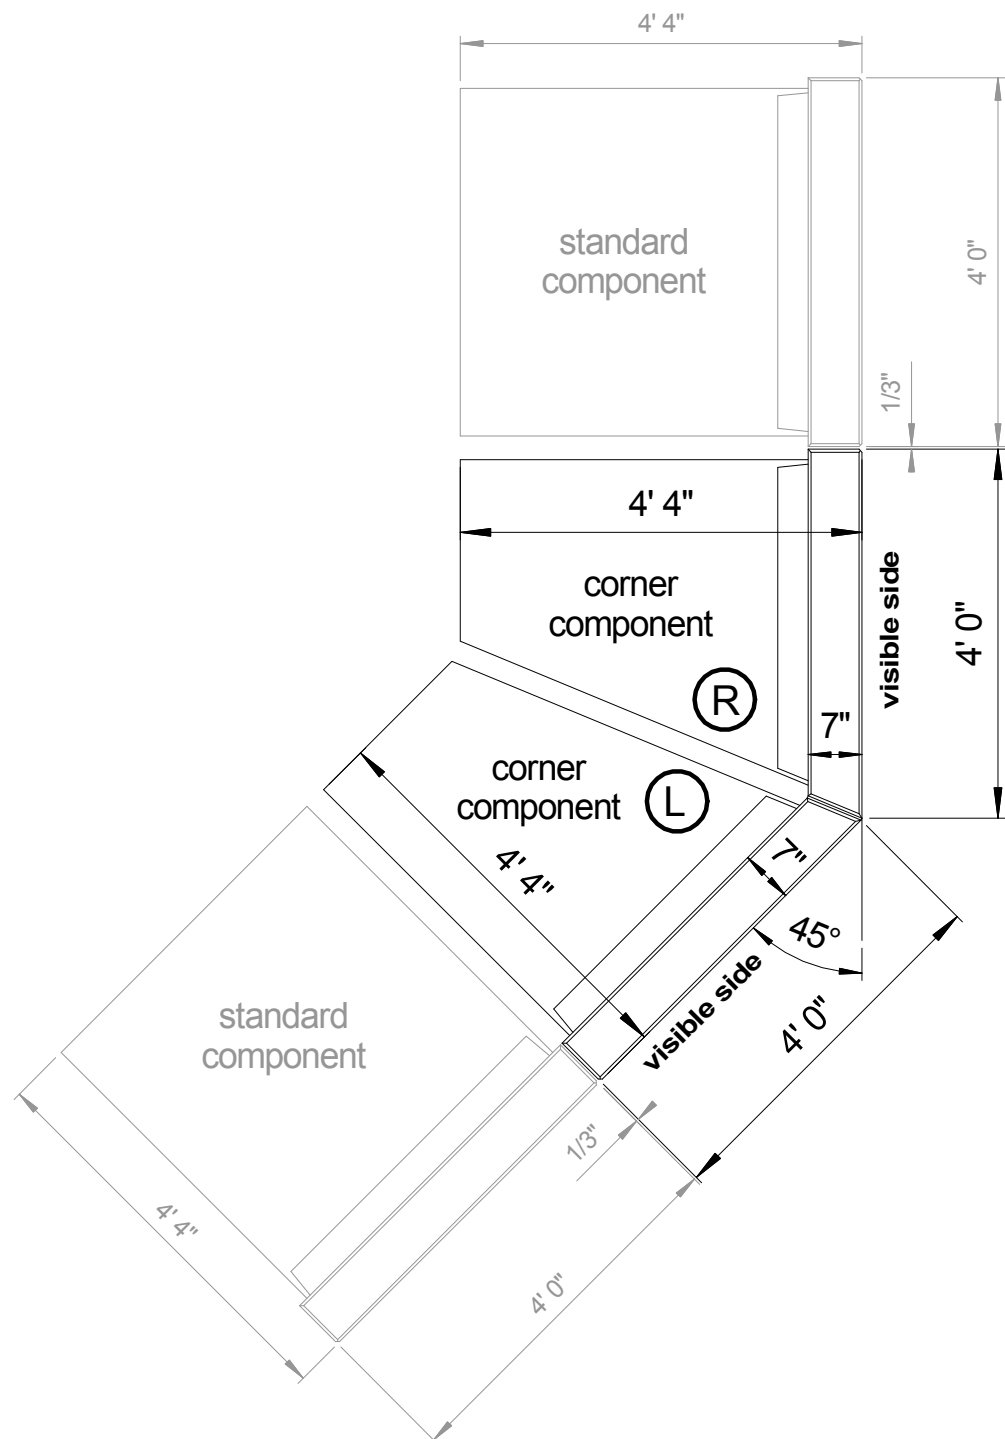 4' 4"
standard
component
4' 0"
1/3"
4' 4"
corner
component
R
visible side
4' 0"
7"
corner
component
L
4' 4"
7"
45°
visible side
4' 0"
standard
component
1/3"
4' 4"
4' 0"